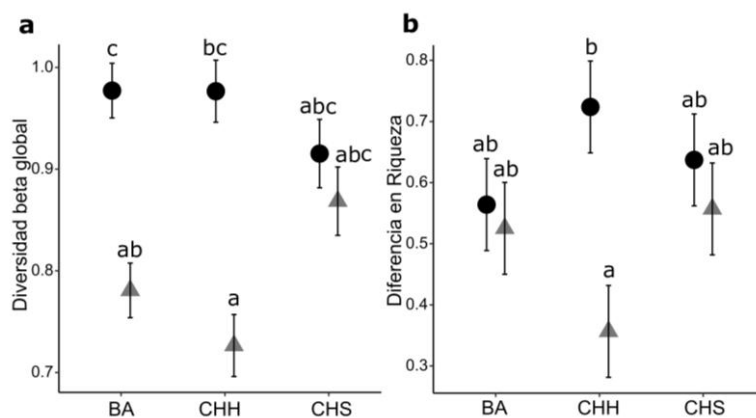 a
Diversidad beta global
1.0
0.9
0.8
0.7
c
bc
abc
abc
ab
a
BA
CHH
CHS
b
Diferencia en Riqueza
0.8
0.7
0.6
0.5
0.4
0.3
ab
ab
b
a
ab
ab
BA
CHH
CHS